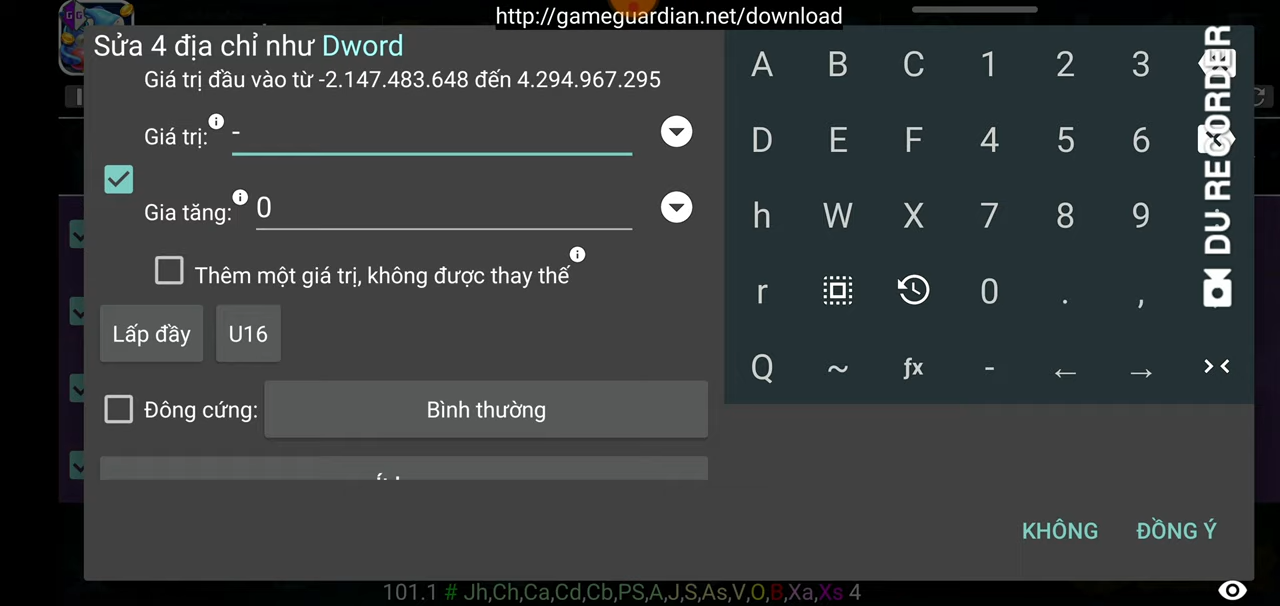 http://gameguardian.net/download
Sửa 4 địa chỉ như Dword
Giá trị đầu vào từ -2.147.483.648 đến 4.294.967.295
Giá trị: -
Gia tăng: 0
Thêm một giá trị, không được thay thế
Lấp đầy U16
Đông cứng: Bình thường
A B C 1 2 3
D E F 4 5 6
h W X 7 8 9
r 0 . ,
Q ~ ƒx - ← →
DU RECORDER
KHÔNG ĐỒNG Ý
101.1 # Jh,Ch,Ca,Cd,Cb,PS,A,J,S,As,V,O,B,Xa,Xs 4